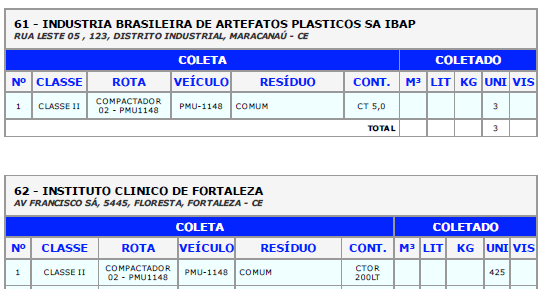 61 - INDUSTRIA BRASILEIRA DE ARTEFATOS PLASTICOS SA IBAP
RUA LESTE 05 , 123, DISTRITO INDUSTRIAL, MARACANAÚ - CE
COLETA COLETADO
Nº CLASSE ROTA VEÍCULO RESÍDUO CONT. M³ LIT KG UNI VIS
1 CLASSE II COMPACTADOR 02 - PMU1148 PMU-1148 COMUM CT 5,0 3
TOTAL 3
62 - INSTITUTO CLINICO DE FORTALEZA
AV FRANCISCO SÁ, 5445, FLORESTA, FORTALEZA - CE
COLETA COLETADO
Nº CLASSE ROTA VEÍCULO RESÍDUO CONT. M³ LIT KG UNI VIS
1 CLASSE II COMPACTADOR 02 - PMU1148 PMU-1148 COMUM CTOR 200LT 425